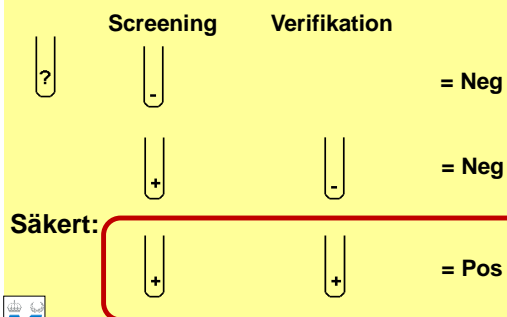 Screening Verifikation
?
- = Neg
+ - = Neg
Säkert:
+ + = Pos